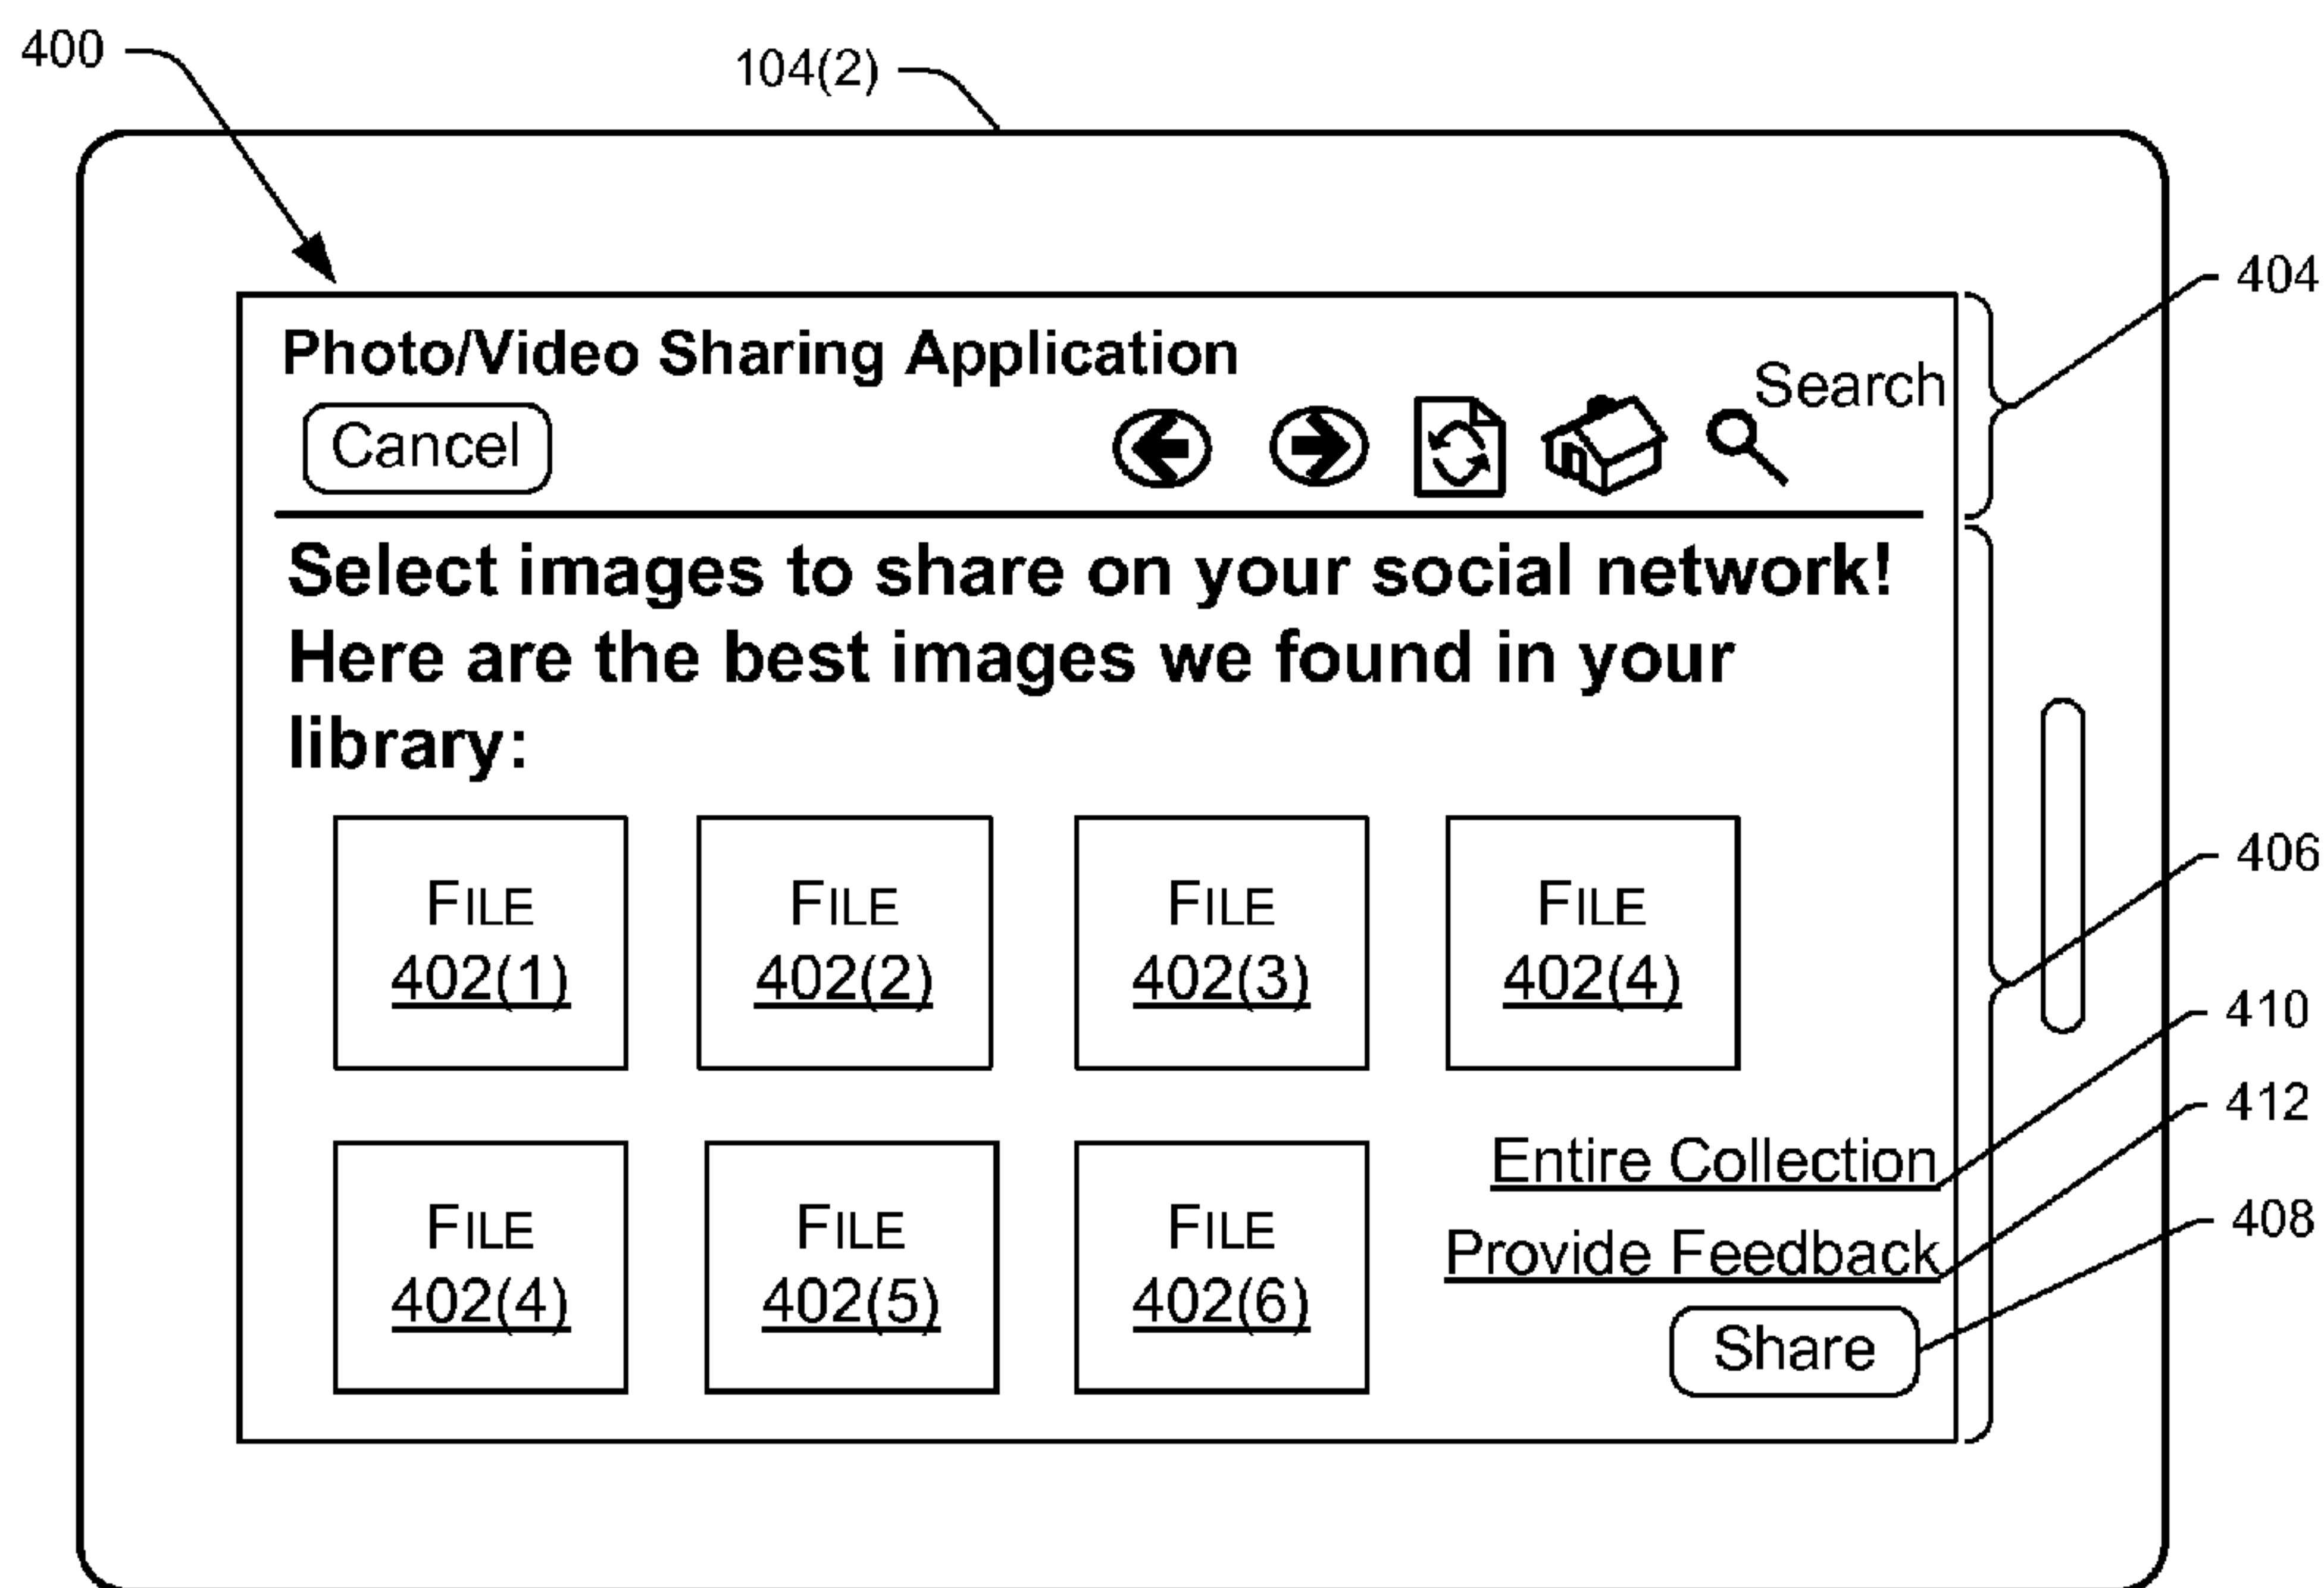 400
104(2)
404
Photo/Video Sharing Application
Search
Cancel
Select images to share on your social network!
Here are the best images we found in your
library:
406
FILE FILE FILE FILE
402(1) 402(2) 402(3) 402(4)
410
412
Entire Collection
408
FILE FILE FILE
Provide Feedback
402(4) 402(5) 402(6)
Share